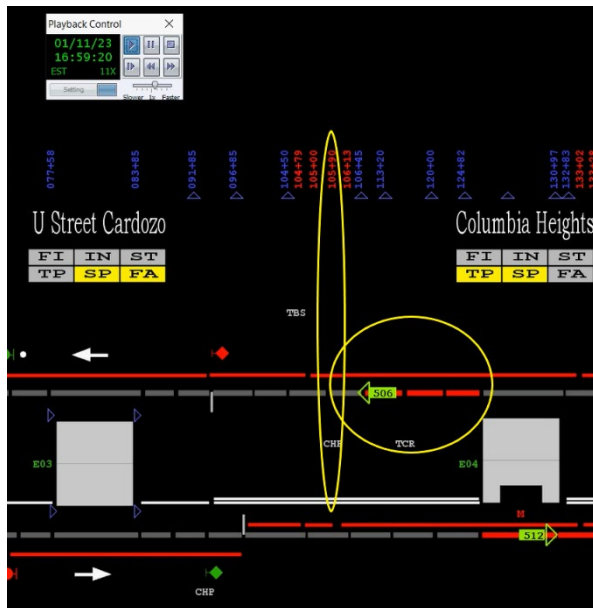 Playback Control
01/11/23
16:59:20
EST 11X
Setting
Slower 1x Faster
077+58
083+85
091+85
096+85
104+50
104+79
105+00
105+90
106+13
106+45
113+20
120+00
124+82
130+97
132+83
133+02
U Street Cardozo
Columbia Heights
FI IN ST
TP SP FA
FI IN ST
TP SP FA
TBS
506
CHP
TCR
E03
E04
M
512
CHP